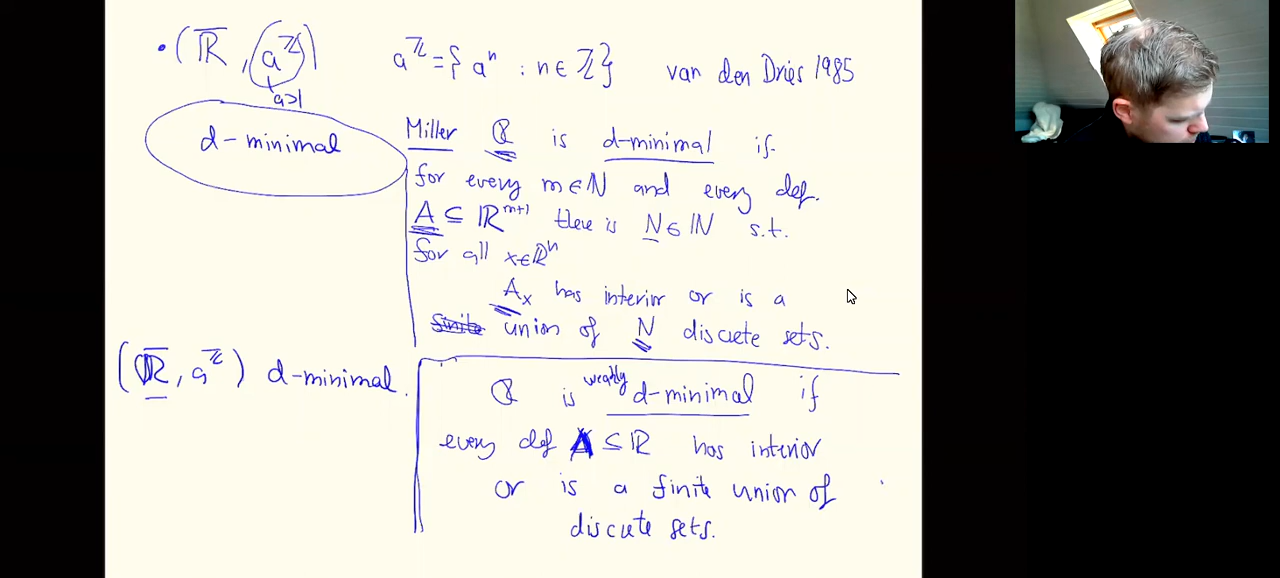 • (ℝ̅, a^ℤ) a^ℤ = { a^n : n ∈ ℤ } van den Dries 1985
a>1
d-minimal
Miller ℛ is d-minimal if
for every m ∈ ℕ and every def.
A ⊆ ℝ^{m+1} there is N ∈ ℕ s.t.
for all x ∈ ℝ^n
A_x has interior or is a
finite union of N discrete sets.
(ℝ̅, a^ℤ) d-minimal.
ℛ is weakly d-minimal if
every def A ⊆ ℝ has interior
or is a finite union of
discrete sets.